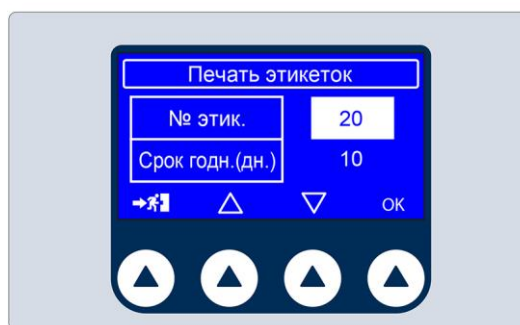 Печать этикеток
№ этик. 20
Срок годн.(дн.) 10
OK